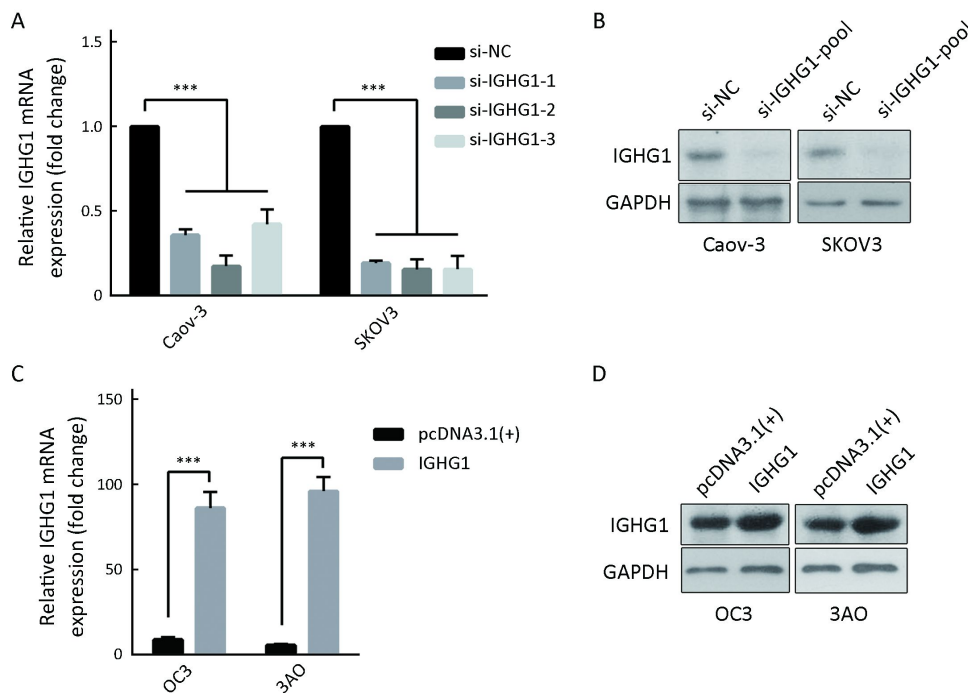 A
Relative IGHG1 mRNA
expression (fold change)
1.5
1.0
0.5
0
***
***
si-NC
si-IGHG1-1
si-IGHG1-2
si-IGHG1-3
Caov-3
SKOV3
B
si-NC
si-IGHG1-pool
si-NC
si-IGHG1-pool
IGHG1
GAPDH
Caov-3
SKOV3
C
Relative IGHG1 mRNA
expression (fold change)
150
100
50
0
***
***
pcDNA3.1(+)
IGHG1
OC3
3AO
D
pcDNA3.1(+)
IGHG1
pcDNA3.1(+)
IGHG1
IGHG1
GAPDH
OC3
3AO